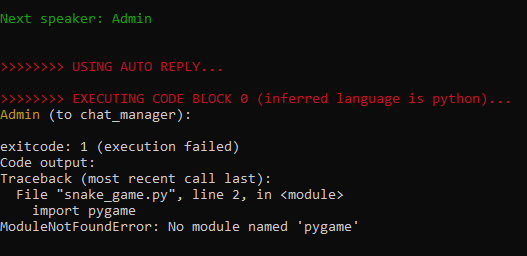 Next speaker: Admin
>>>>>>>> USING AUTO REPLY...
>>>>>>>> EXECUTING CODE BLOCK 0 (inferred language is python)...
Admin (to chat_manager):
exitcode: 1 (execution failed)
Code output:
Traceback (most recent call last):
  File "snake_game.py", line 2, in <module>
    import pygame
ModuleNotFoundError: No module named 'pygame'